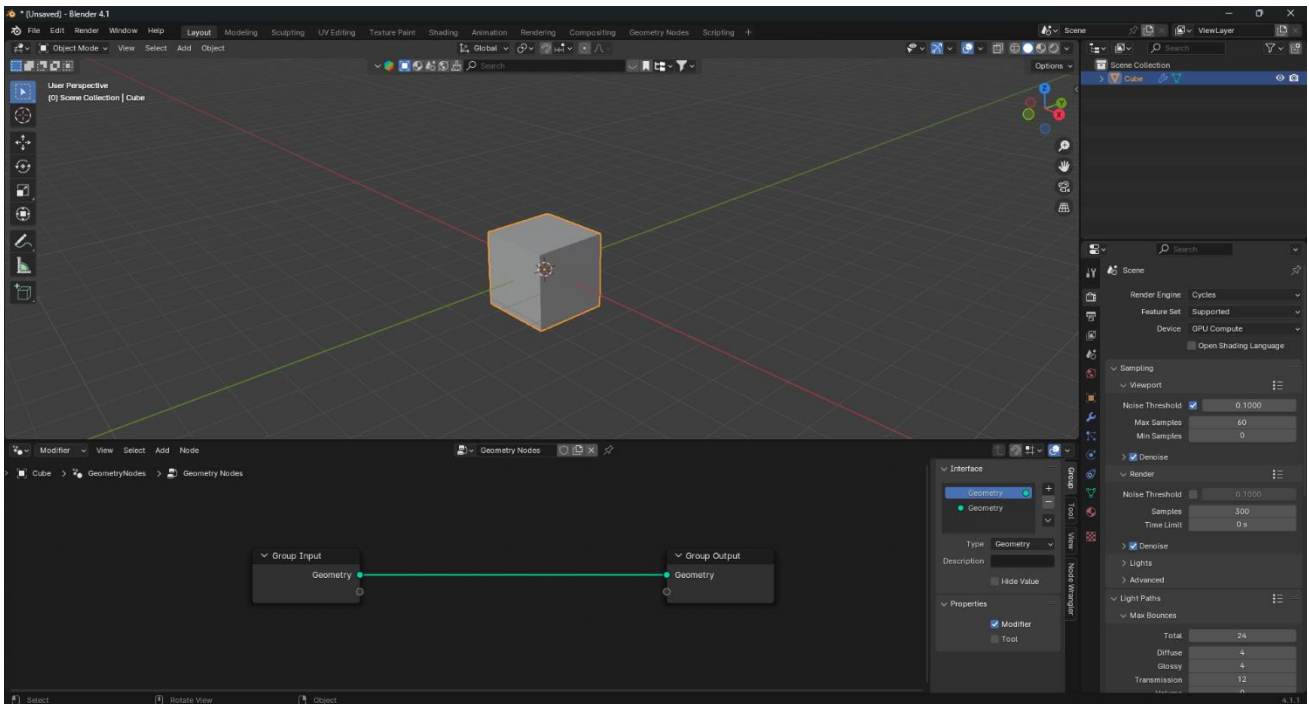 * (Unsaved) - Blender 4.1
File Edit Render Window Help Layout Modeling Sculpting UV Editing Texture Paint Shading Animation Rendering Compositing Geometry Nodes Scripting + Scene ViewLayer
Object Mode View Select Add Object Global Search
Search Options Scene Collection
User Perspective Cube
(0) Scene Collection | Cube
Z
Y
X
Search
Scene
Render Engine Cycles
Feature Set Supported
Device GPU Compute
Open Shading Language
Sampling
Viewport
Noise Threshold 0.1000
Max Samples 60
Min Samples 0
Denoise
Render
Noise Threshold 0.1000
Samples 300
Time Limit 0 s
Denoise
Lights
Advanced
Light Paths
Max Bounces
Total 24
Diffuse 4
Glossy 4
Transmission 12
Volume 0
Modifier View Select Add Node Geometry Nodes
Cube > GeometryNodes > Geometry Nodes
Group Input
Geometry
Group Output
Geometry
Interface
Geometry
Geometry
Type Geometry
Description
Hide Value
Properties
Modifier
Tool
Group
Tool
View
Node Wrangler
Select Rotate View Object 4.1.1